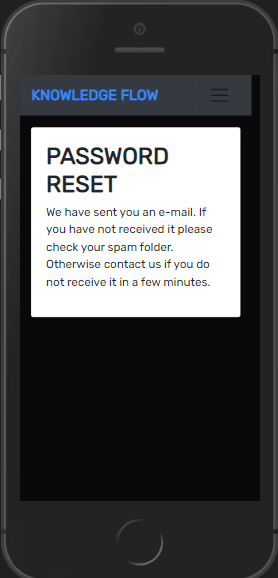 KNOWLEDGE FLOW
PASSWORD
RESET
We have sent you an e-mail. If
you have not received it please
check your spam folder.
Otherwise contact us if you do
not receive it in a few minutes.